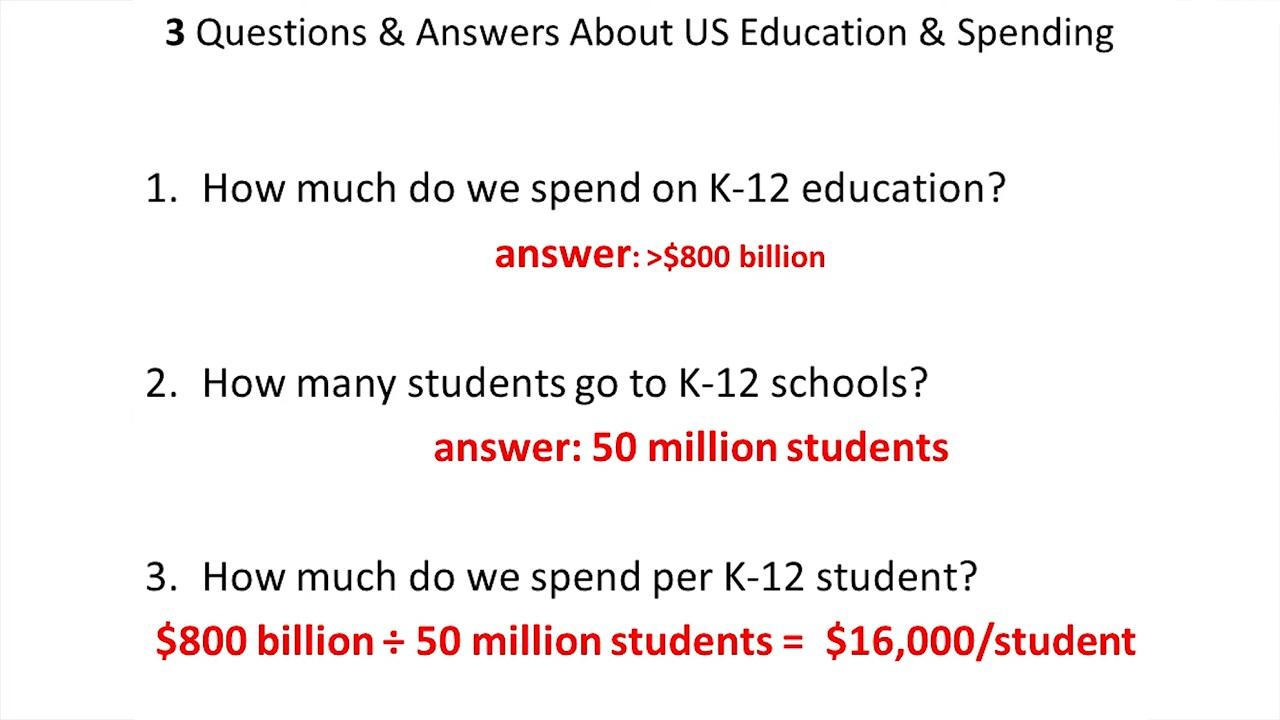 3 Questions & Answers About US Education & Spending
1. How much do we spend on K-12 education?
answer: >$800 billion
2. How many students go to K-12 schools?
answer: 50 million students
3. How much do we spend per K-12 student?
$800 billion ÷ 50 million students = $16,000/student